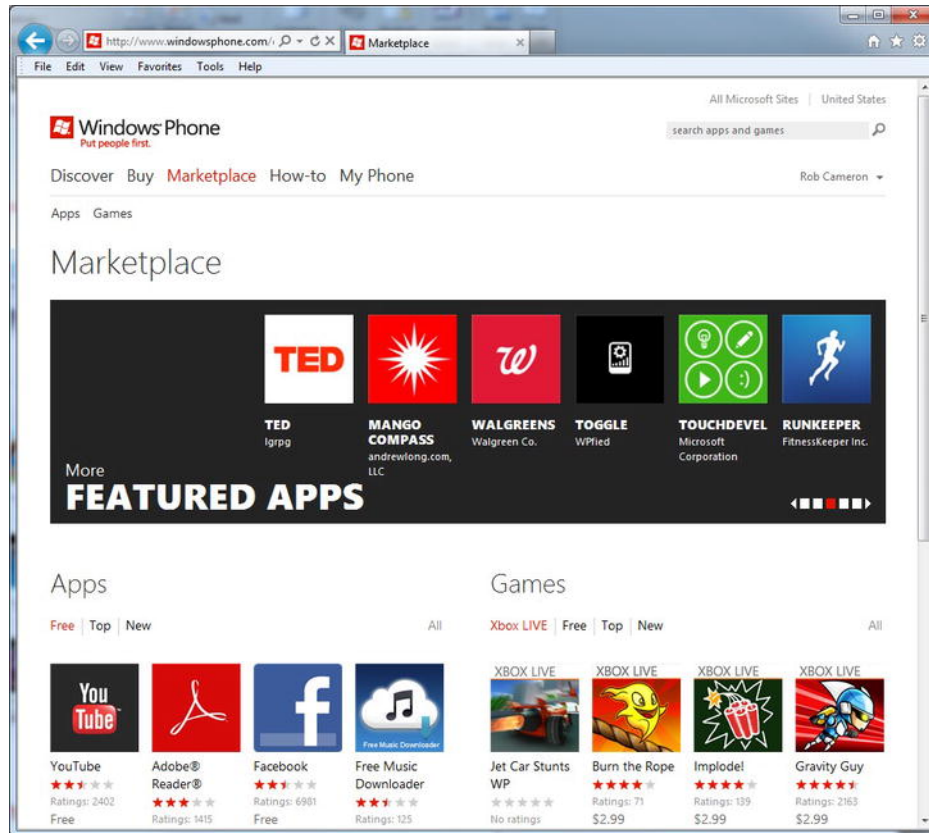 http://www.windowsphone.com/
Marketplace
File Edit View Favorites Tools Help
All Microsoft Sites United States
Windows Phone
Put people first.
search apps and games
Discover Buy Marketplace How-to My Phone
Rob Cameron
Apps Games
Marketplace
TED
TED
lgrpg
MANGO
COMPASS
andrewlong.com,
LLC
W
WALGREENS
Walgreen Co.
TOGGLE
WPfied
:)
TOUCHDEVEL
Microsoft
Corporation
RUNKEEPER
FitnessKeeper Inc.
More
FEATURED APPS
Apps
Free Top New All
You
Tube
YouTube
Ratings: 2402
Free
Adobe®
Reader®
Ratings: 1415
f
Facebook
Ratings: 6981
Free
Free Music Downloader
Free Music
Downloader
Ratings: 125
Games
Xbox LIVE Free Top New All
XBOX LIVE
Jet Car Stunts
WP
No ratings
XBOX LIVE
Burn the Rope
Ratings: 71
$2.99
XBOX LIVE
Implode!
Ratings: 139
$2.99
XBOX LIVE
Gravity Guy
Ratings: 2163
$2.99